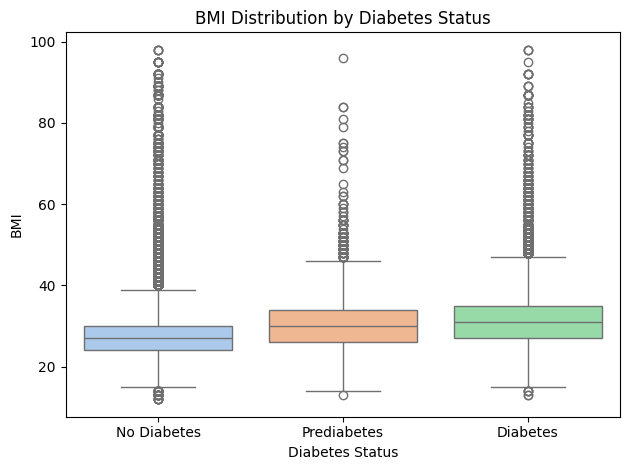 BMI Distribution by Diabetes Status
100
80
60
40
20
BMI
No Diabetes
Prediabetes
Diabetes
Diabetes Status